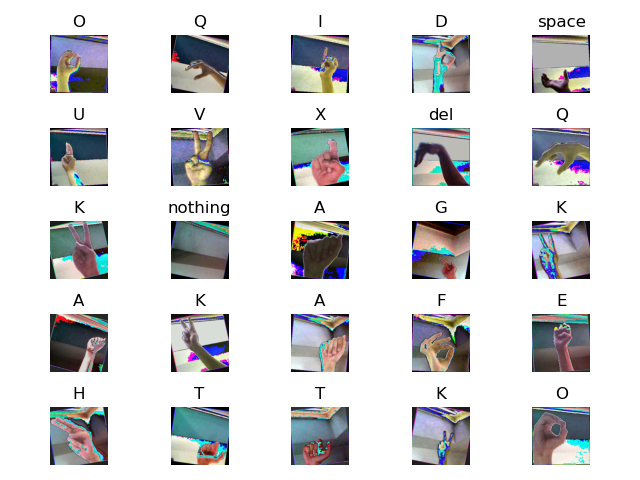 O Q I D space
U V X del Q
K nothing A G K
A K A F E
H T T K O